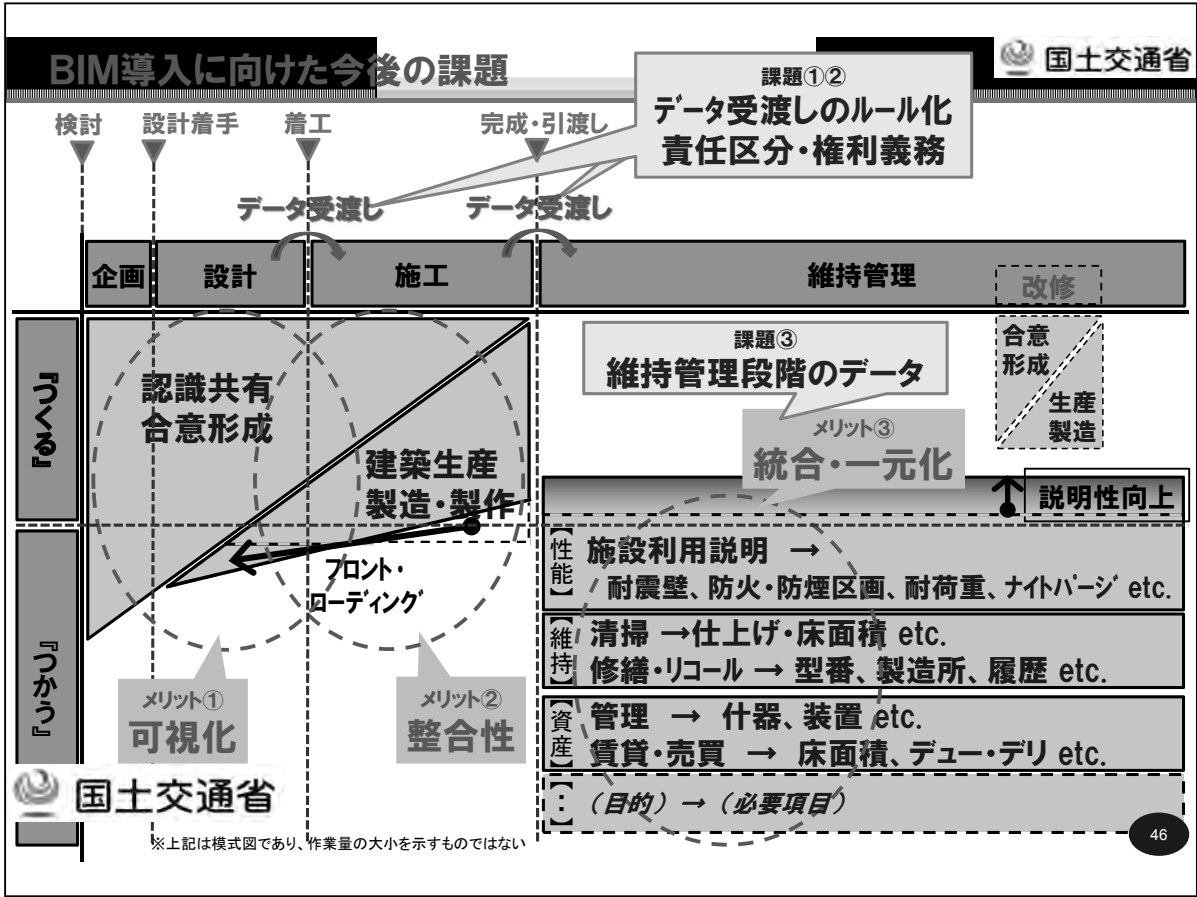 BIM導入に向けた今後の課題
国土交通省
課題①②
データ受渡しのルール化
責任区分・権利義務
検討
設計着手
着工
完成・引渡し
データ受渡し
データ受渡し
企画
設計
施工
維持管理
改修
『つくる』
認識共有
合意形成
建築生産
製造・製作
課題③
維持管理段階のデータ
合意
形成
生産
製造
メリット③
統合・一元化
説明性向上
フロント・
ローディング
【性能】
施設利用説明 →
耐震壁、防火・防煙区画、耐荷重、ナイトパージ etc.
『つかう』
【維持】
清掃 →仕上げ・床面積 etc.
修繕・リコール → 型番、製造所、履歴 etc.
メリット①
可視化
メリット②
整合性
【資産】
管理 → 什器、装置 etc.
賃貸・売買 → 床面積、デュー・デリ etc.
【：】
（目的） → （必要項目）
国土交通省
※上記は模式図であり、作業量の大小を示すものではない
46